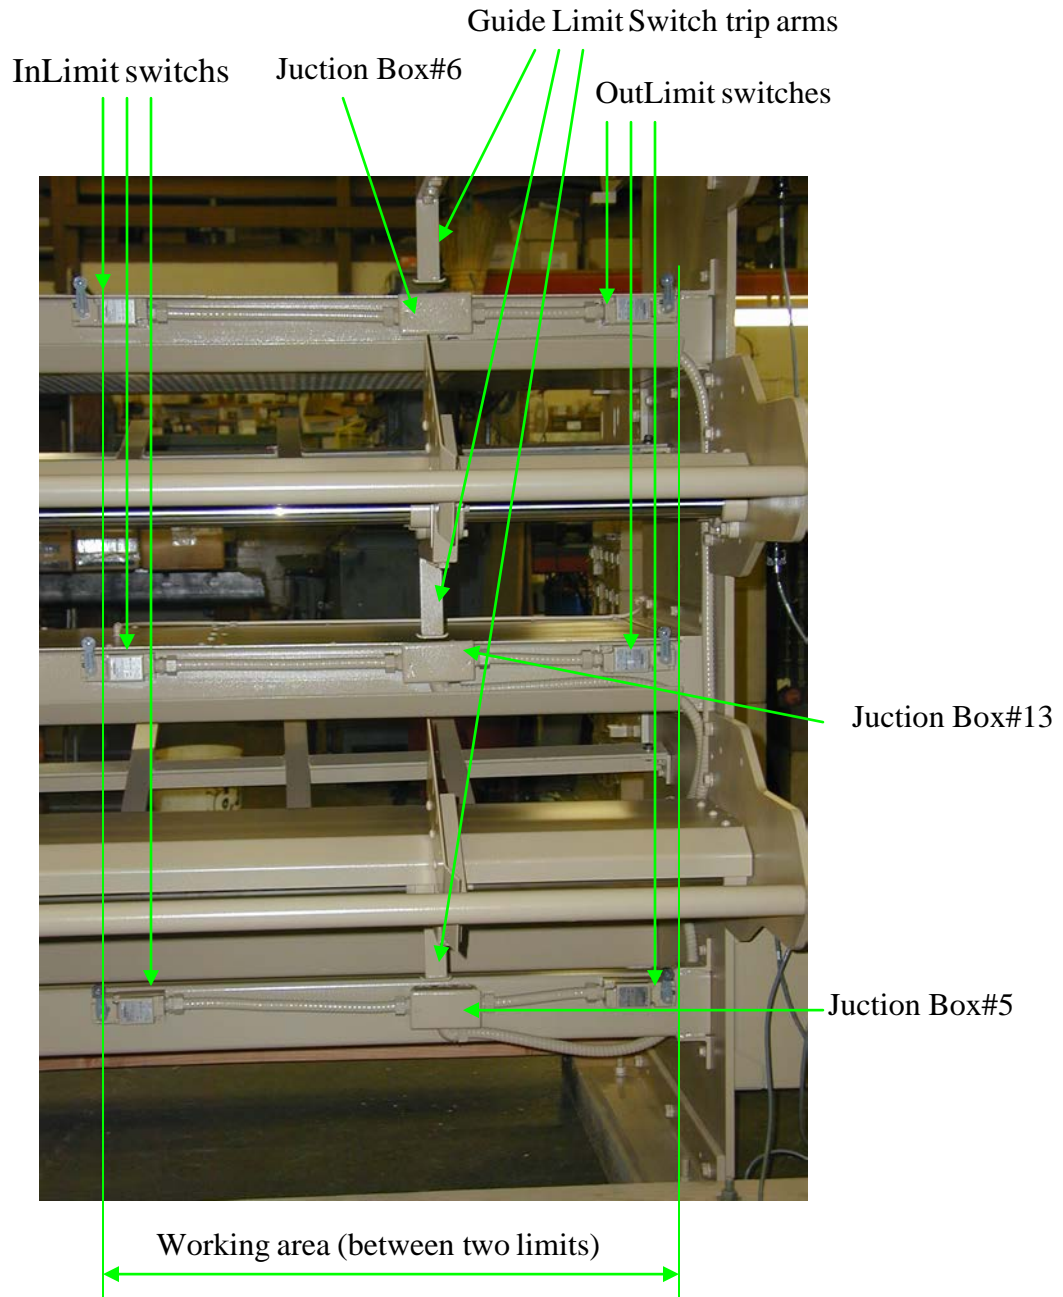 Guide Limit Switch trip arms
InLimit switchs
Juction Box#6
OutLimit switches
Juction Box#13
Juction Box#5
Working area (between two limits)